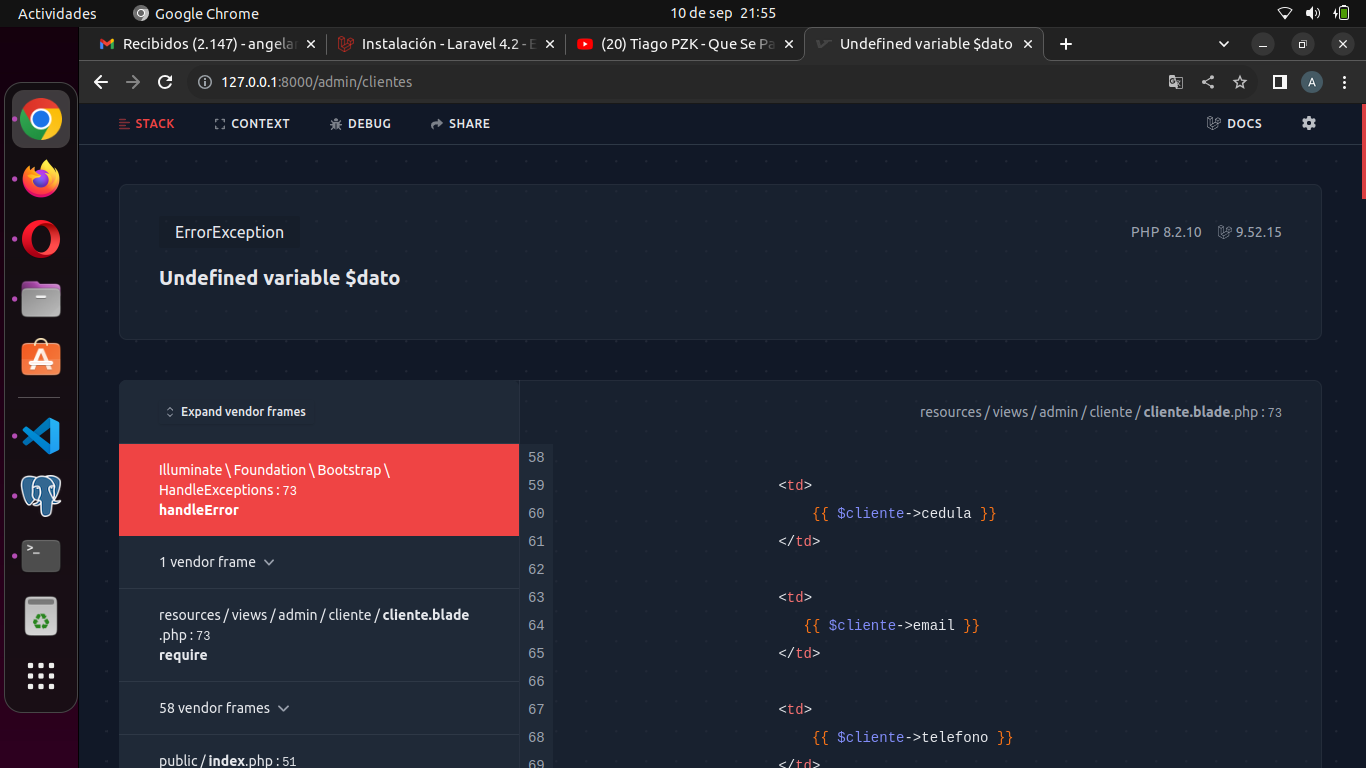 Actividades
Google Chrome
10 de sep 21:55
Recibidos (2.147) - angelar
Instalación - Laravel 4.2 - E
(20) Tiago PZK - Que Se Pa
Undefined variable $dato
127.0.0.1:8000/admin/clientes
A
STACK
CONTEXT
DEBUG
SHARE
DOCS
ErrorException
PHP 8.2.10
9.52.15
Undefined variable $dato
Expand vendor frames
resources / views / admin / cliente / cliente.blade.php : 73
Illuminate \ Foundation \ Bootstrap \
HandleExceptions : 73
handleError
1 vendor frame
resources / views / admin / cliente / cliente.blade
.php : 73
require
58 vendor frames
public / index.php : 51
58
59 <td>
60 {{ $cliente->cedula }}
61 </td>
62
63 <td>
64 {{ $cliente->email }}
65 </td>
66
67 <td>
68 {{ $cliente->telefono }}
69 </td>